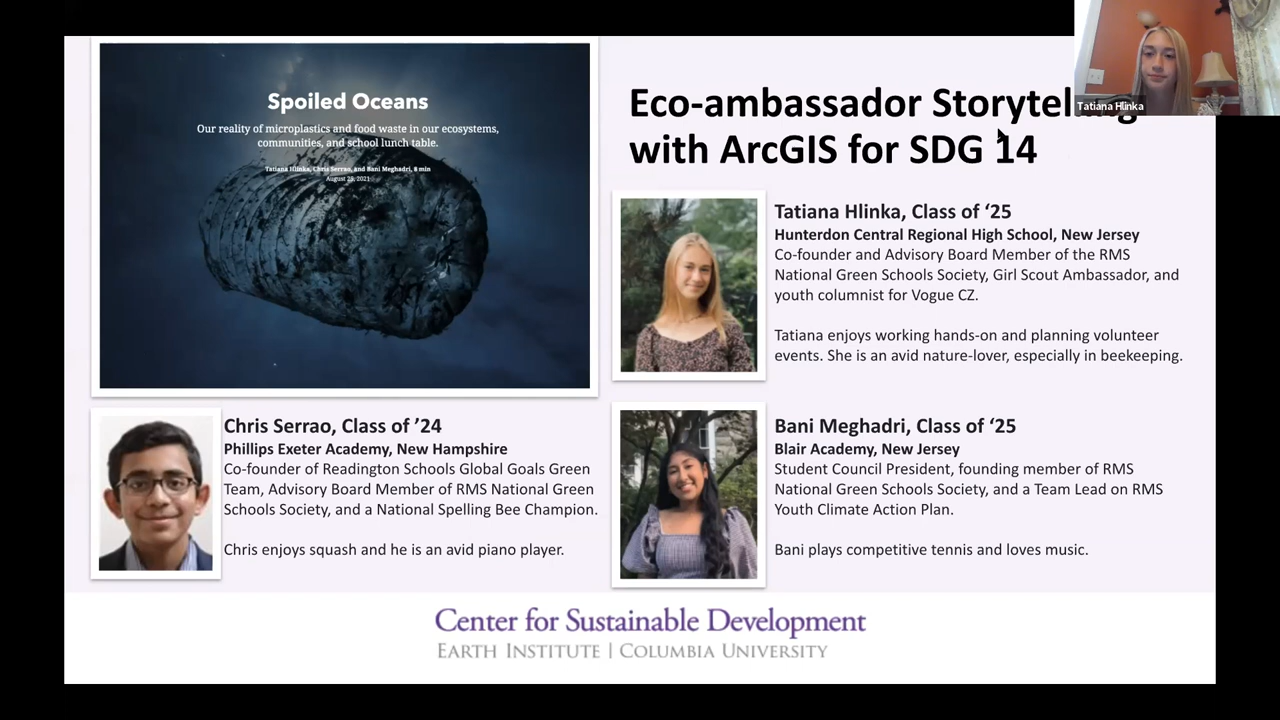 Spoiled Oceans
Our reality of microplastics and food waste in our ecosystems,
communities, and school lunch table.
Tatiana Hlinka, Chris Serrao, and Bani Meghadri, 8 min
August 25, 2021
Eco-ambassador Storytelling
with ArcGIS for SDG 14
Tatiana Hlinka
Tatiana Hlinka, Class of ‘25
Hunterdon Central Regional High School, New Jersey
Co-founder and Advisory Board Member of the RMS
National Green Schools Society, Girl Scout Ambassador, and
youth columnist for Vogue CZ.
Tatiana enjoys working hands-on and planning volunteer
events. She is an avid nature-lover, especially in beekeeping.
Chris Serrao, Class of ’24
Phillips Exeter Academy, New Hampshire
Co-founder of Readington Schools Global Goals Green
Team, Advisory Board Member of RMS National Green
Schools Society, and a National Spelling Bee Champion.
Chris enjoys squash and he is an avid piano player.
Bani Meghadri, Class of ‘25
Blair Academy, New Jersey
Student Council President, founding member of RMS
National Green Schools Society, and a Team Lead on RMS
Youth Climate Action Plan.
Bani plays competitive tennis and loves music.
Center for Sustainable Development
EARTH INSTITUTE | COLUMBIA UNIVERSITY